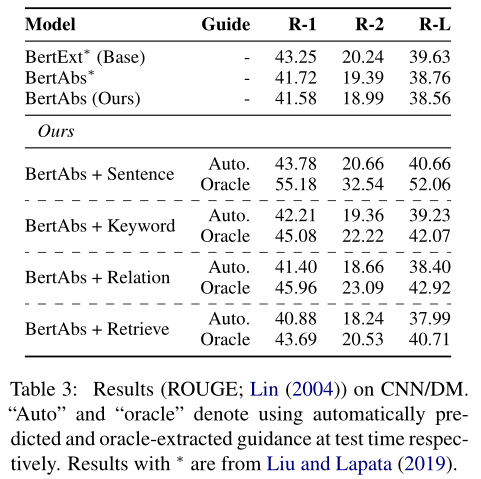 Model Guide R-1 R-2 R-L
BertExt* (Base) - 43.25 20.24 39.63
BertAbs* - 41.72 19.39 38.76
BertAbs (Ours) - 41.58 18.99 38.56
Ours
BertAbs + Sentence Auto. 43.78 20.66 40.66
Oracle 55.18 32.54 52.06
BertAbs + Keyword Auto. 42.21 19.36 39.23
Oracle 45.08 22.22 42.07
BertAbs + Relation Auto. 41.40 18.66 38.40
Oracle 45.96 23.09 42.92
BertAbs + Retrieve Auto. 40.88 18.24 37.99
Oracle 43.69 20.53 40.71
Table 3: Results (ROUGE; Lin (2004)) on CNN/DM.
“Auto” and “oracle” denote using automatically pre-
dicted and oracle-extracted guidance at test time respec-
tively. Results with * are from Liu and Lapata (2019).